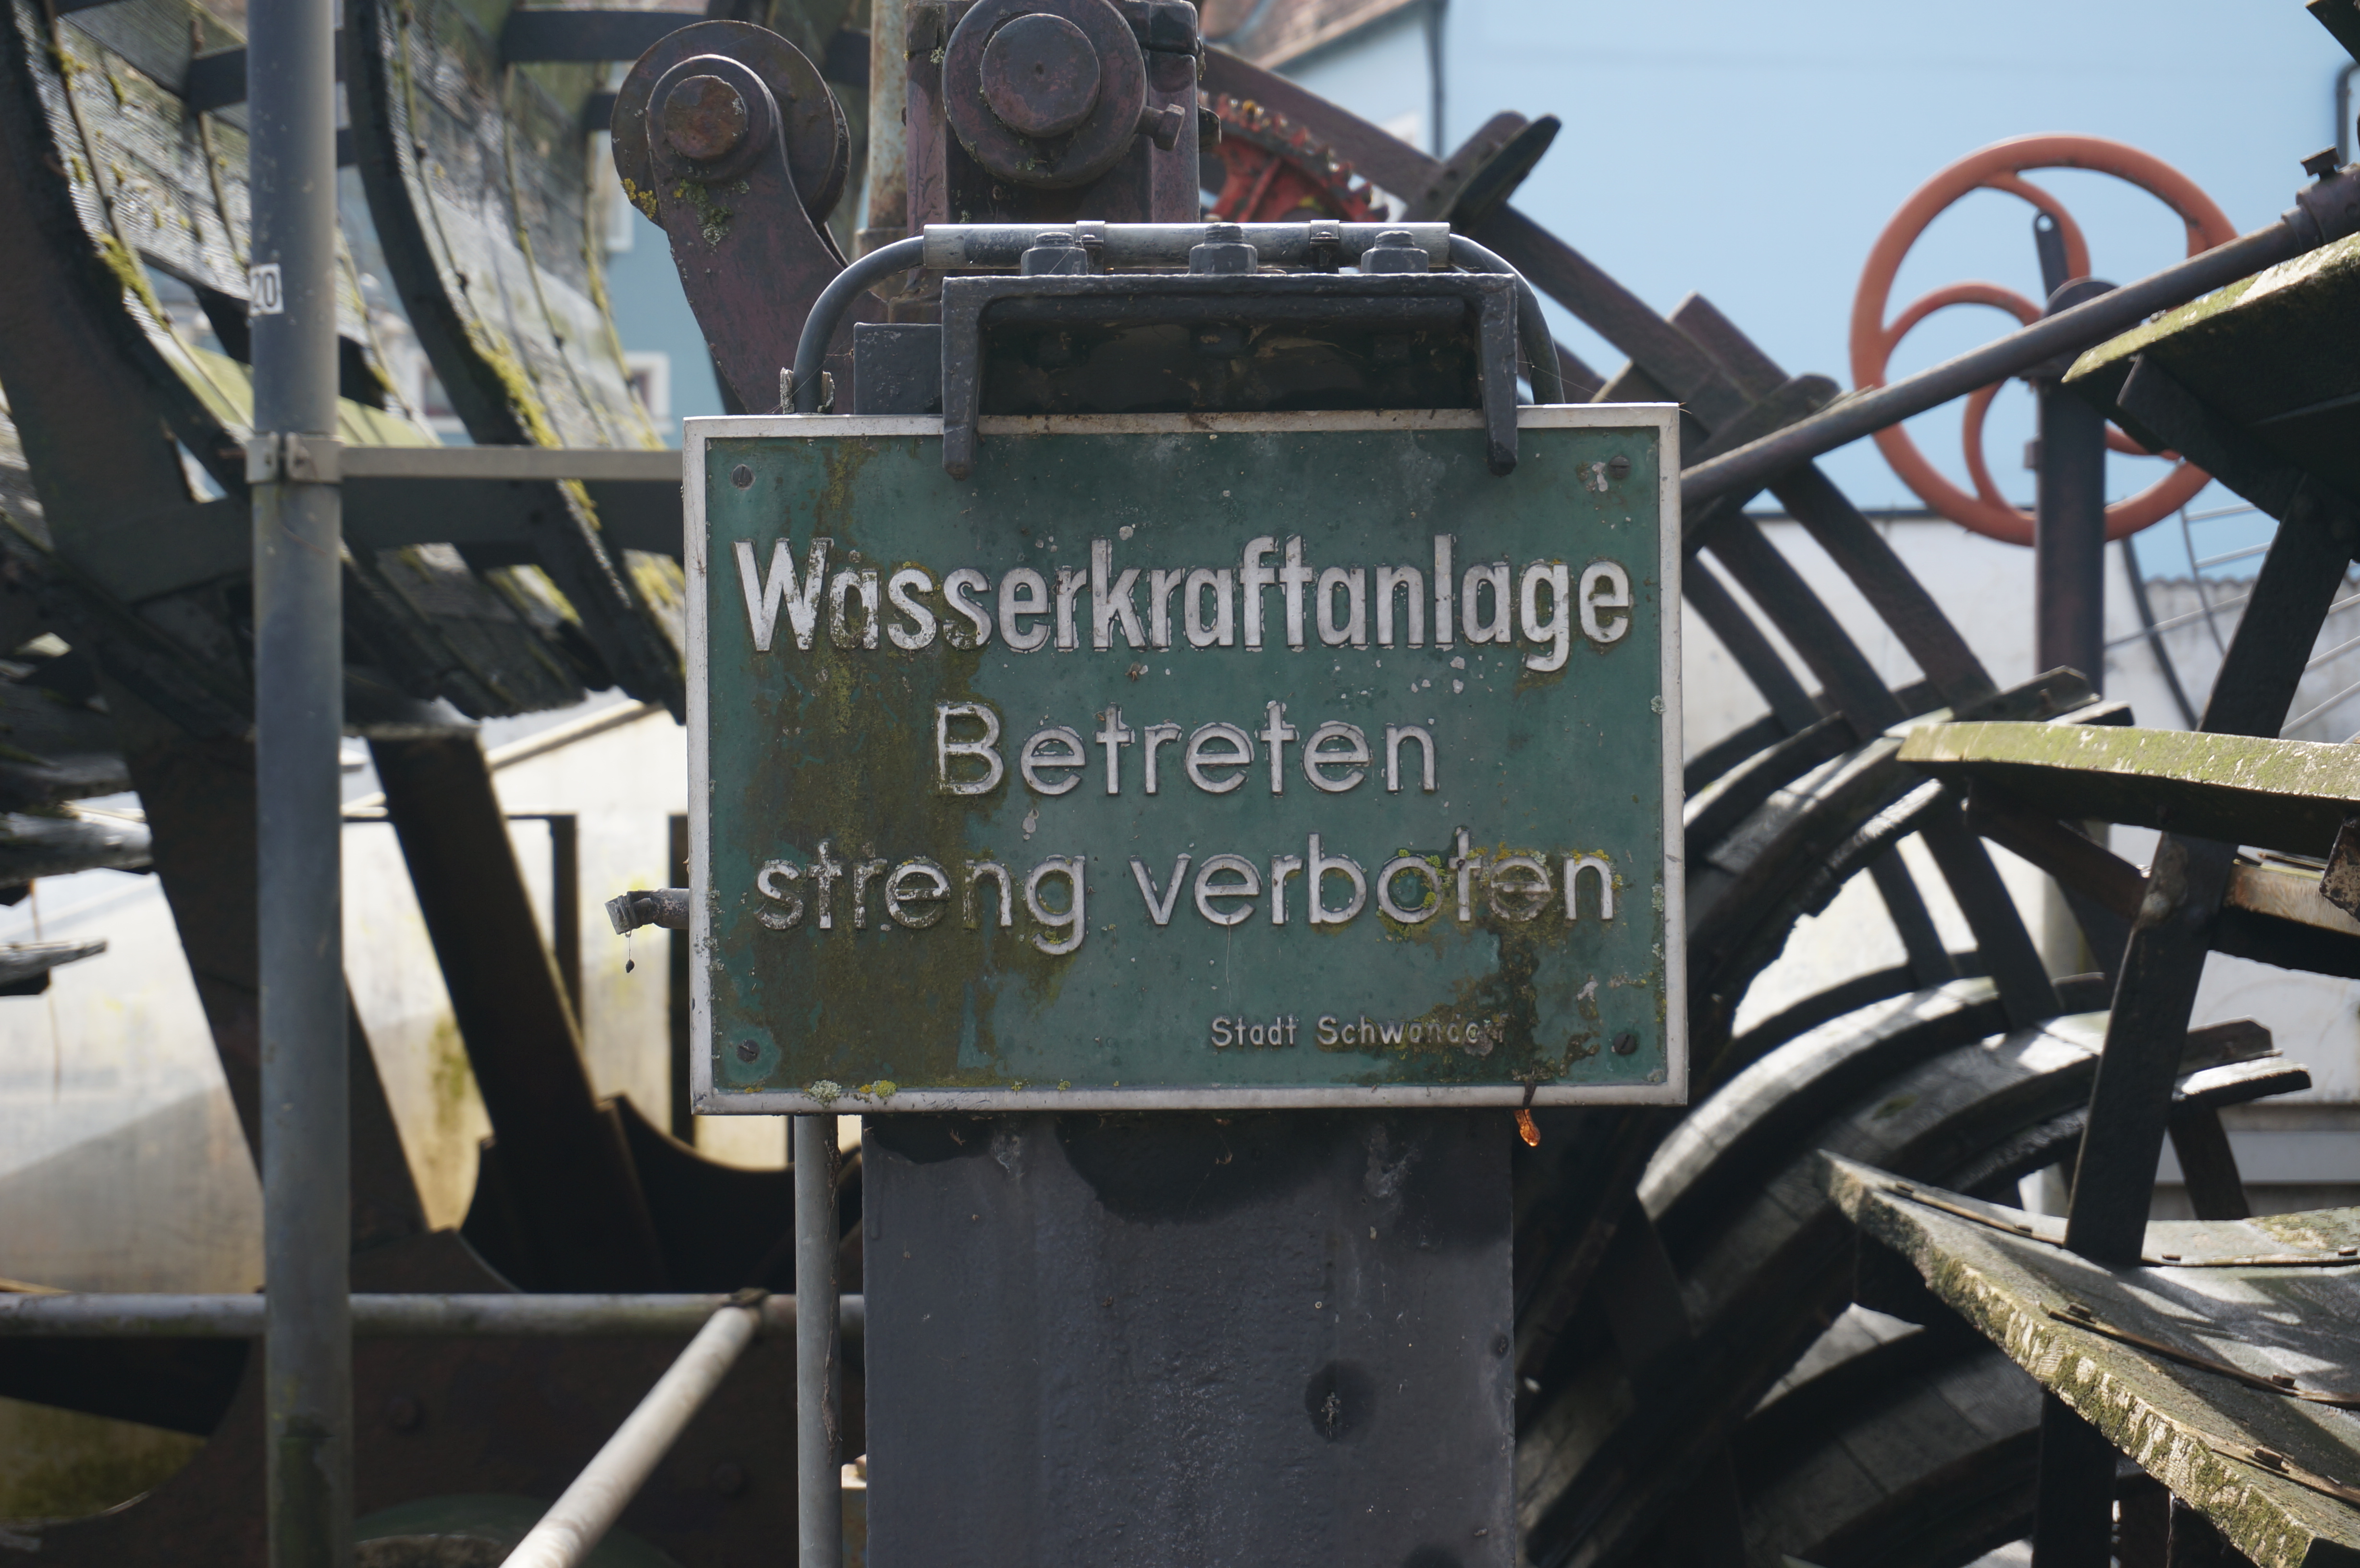 20
Wasserkraftanlage
Betreten
streng verboten
Stadt Schwandorf